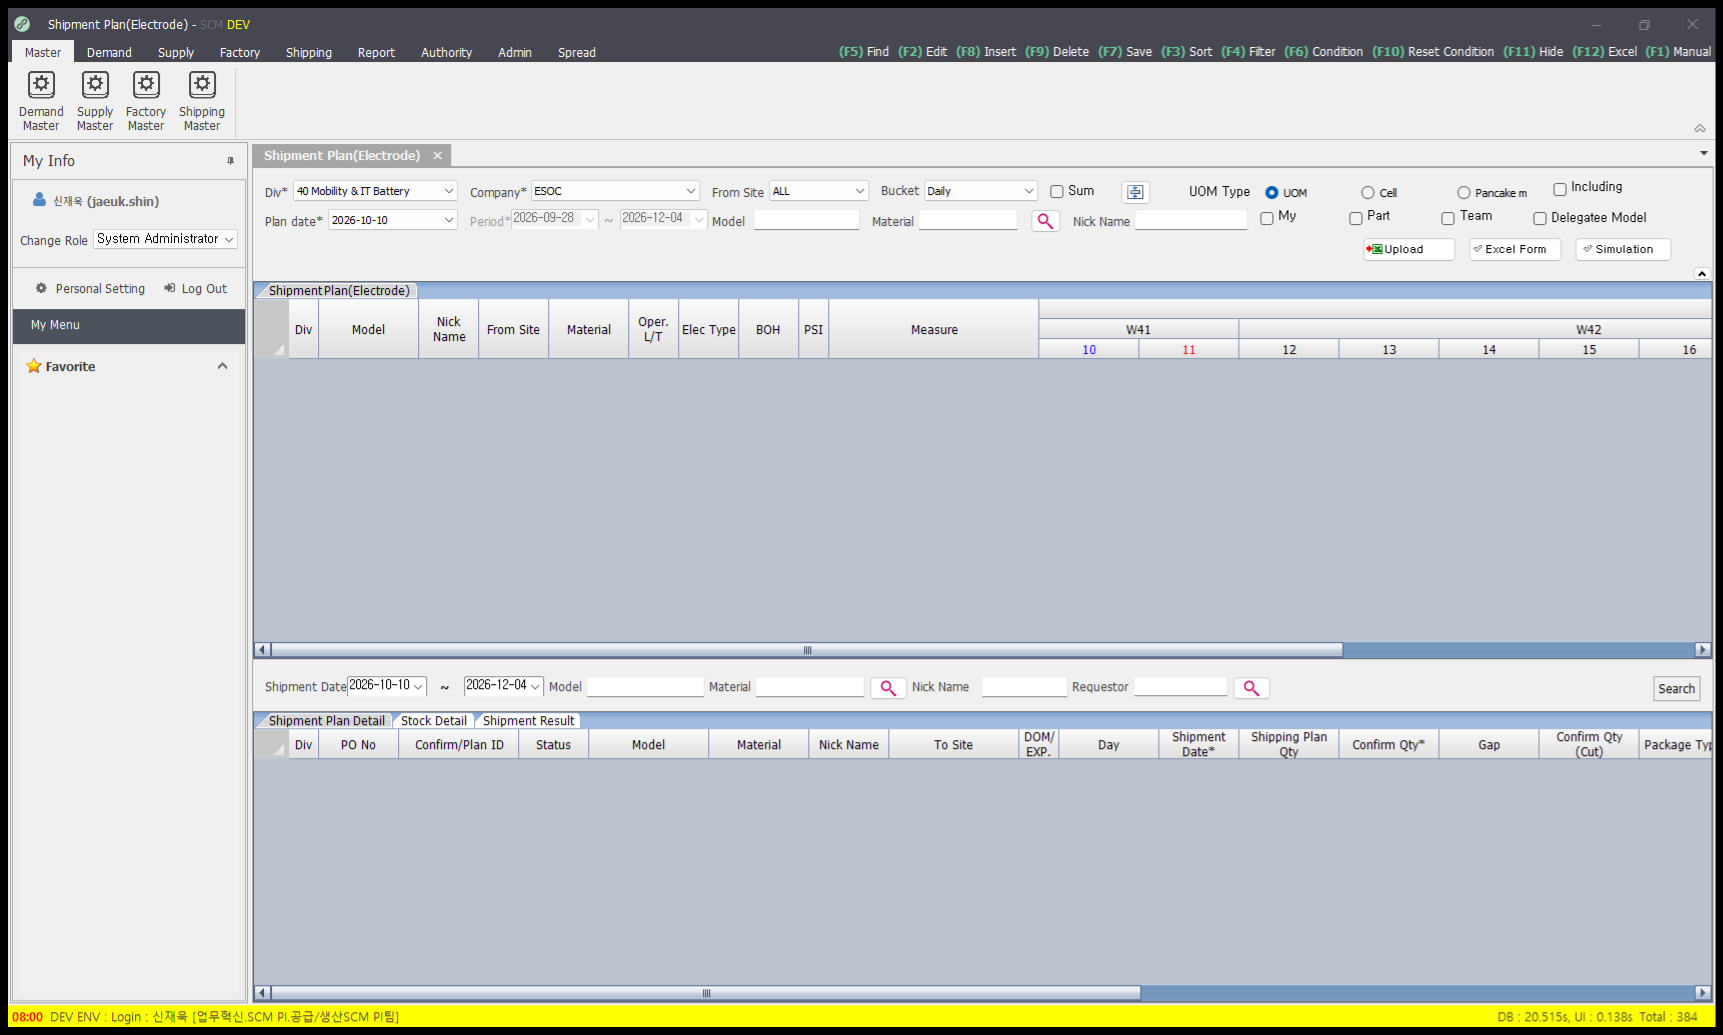 Shipment Plan(Electrode) - SCM DEV
Master Demand Supply Factory Shipping Report Authority Admin Spread (F5) Find (F2) Edit (F8) Insert (F9) Delete (F7) Save (F3) Sort (F4) Filter (F6) Condition (F10) Reset Condition (F11) Hide (F12) Excel (F1) Manual
Demand Master
Supply Master
Factory Master
Shipping Master
My Info
신재욱 (jaeuk.shin)
Change Role System Administrator
Personal Setting Log Out
My Menu
Favorite
Shipment Plan(Electrode)
Div* 40 Mobility & IT Battery Company* ESOC From Site ALL Bucket Daily Sum UOM Type UOM Cell Pancake m Including
Plan date* 2026-10-10 Period* 2026-09-28 ~ 2026-12-04 Model Material Nick Name My Part Team Delegatee Model
Upload Excel Form Simulation
Shipment Plan(Electrode)
Div Model Nick Name From Site Material Oper. L/T Elec Type BOH PSI Measure W41 W42
10 11 12 13 14 15 16
Shipment Date 2026-10-10 ~ 2026-12-04 Model Material Nick Name Requestor Search
Shipment Plan Detail Stock Detail Shipment Result
Div PO No Confirm/Plan ID Status Model Material Nick Name To Site DOM/ EXP. Day Shipment Date* Shipping Plan Qty Confirm Qty* Gap Confirm Qty (Cut) Package Typ
08:00 DEV ENV : Login : 신재욱 [업무혁신.SCM PI.공급/생산SCM PI팀] DB : 20.515s, UI : 0.138s Total : 384